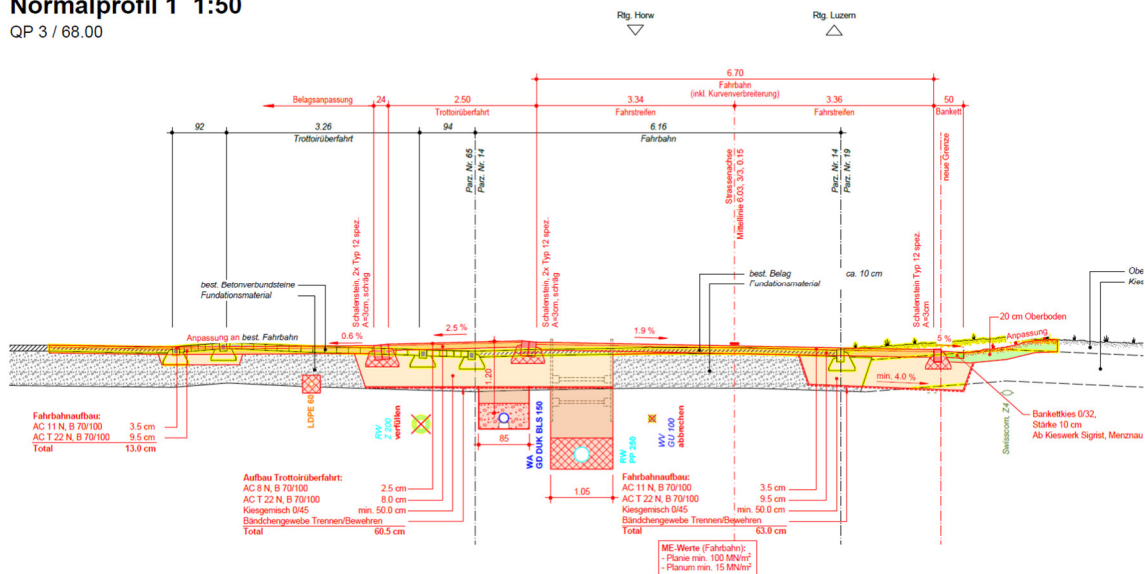 Normalprofil 1 1:50
QP 3 / 68.00
Rtg. Horw
Rtg. Luzern
6.70
Fahrbahn
(inkl. Kurvenverbreiterung)
Belagsanpassung
24
2.50
Trottoirüberfahrt
3.34
Fahrstreifen
3.36
Fahrstreifen
50
Bankett
92
3.26
Trottoirüberfahrt
94
6.16
Fahrbahn
Parz. Nr. 65
Parz. Nr. 14
Strassenachse
Mittellinie 6.03, 3/3, 0.15
Parz. Nr. 14
Parz. Nr. 19
neue Grenze
Schalenstein, 2x Typ 12 spez.
A=3cm, schräg
Schalenstein, 2x Typ 12 spez.
A=3cm, schräg
Schalenstein Typ 12 spez.
A=3cm
best. Betonverbundsteine
Fundationsmaterial
best. Belag
ca. 10 cm
Fundationsmaterial
Obe
Kies
20 cm Oberboden
Anpassung
Anpassung an best. Fahrbahn
0.6 %
2.5 %
1.9 %
5 %
min. 4.0 %
1.20
Fahrbahnaufbau:
AC 11 N, B 70/100 3.5 cm
AC T 22 N, B 70/100 9.5 cm
Total 13.0 cm
LDPE 60
RW
Z 200
verfüllen
85
WA
GD DUK BLS 150
1.05
RW
PP 250
WV
GU 100
abbrechen
Swisscom, Z4
Bankettkies 0/32,
Stärke 10 cm
Ab Kieswerk Sigrist, Menznau
Aufbau Trottoirüberfahrt:
AC 8 N, B 70/100 2.5 cm
AC T 22 N, B 70/100 8.0 cm
Kiesgemisch 0/45 min. 50.0 cm
Bändchengewebe Trennen/Bewehren
Total 60.5 cm
Fahrbahnaufbau:
AC 11 N, B 70/100 3.5 cm
AC T 22 N, B 70/100 9.5 cm
Kiesgemisch 0/45 min. 50.0 cm
Bändchengewebe Trennen/Bewehren
Total 63.0 cm
ME-Werte (Fahrbahn):
- Planie min. 100 MN/m²
- Planum min. 15 MN/m²